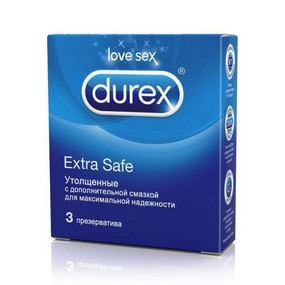 love sex
durex®
Extra Safe
Утолщенные
с дополнительной смазкой
для максимальной надежности
3 презерватива